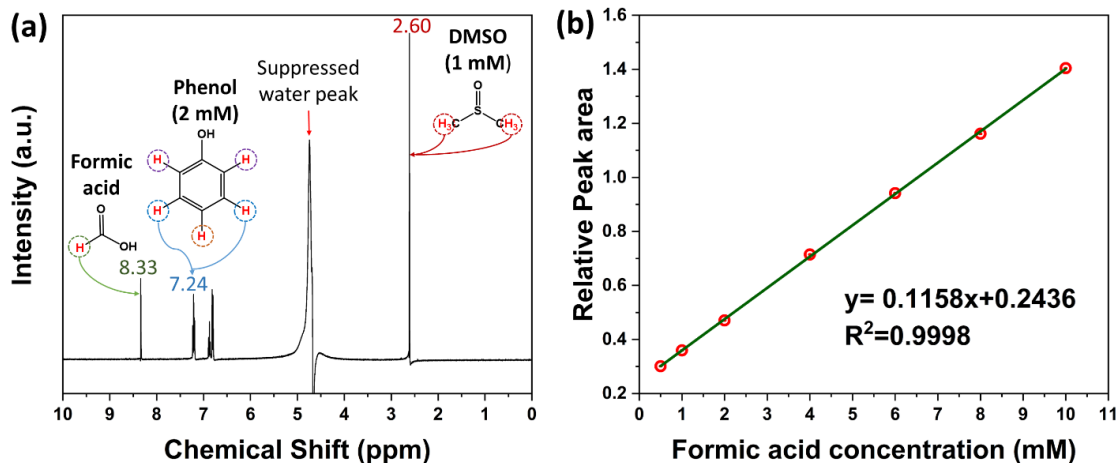 (a)
2.60
DMSO
(1 mM)
O
S
H3C
CH3
Suppressed
water peak
Phenol
(2 mM)
OH
H
H
H
H
H
Formic
acid
O
H
OH
8.33
7.24
Intensity (a.u.)
10 9 8 7 6 5 4 3 2 1 0
Chemical Shift (ppm)
(b)
1.6
1.4
1.2
1.0
0.8
0.6
0.4
0.2
Relative Peak area
y= 0.1158x+0.2436
R²=0.9998
0 1 2 3 4 5 6 7 8 9 10 11
Formic acid concentration (mM)